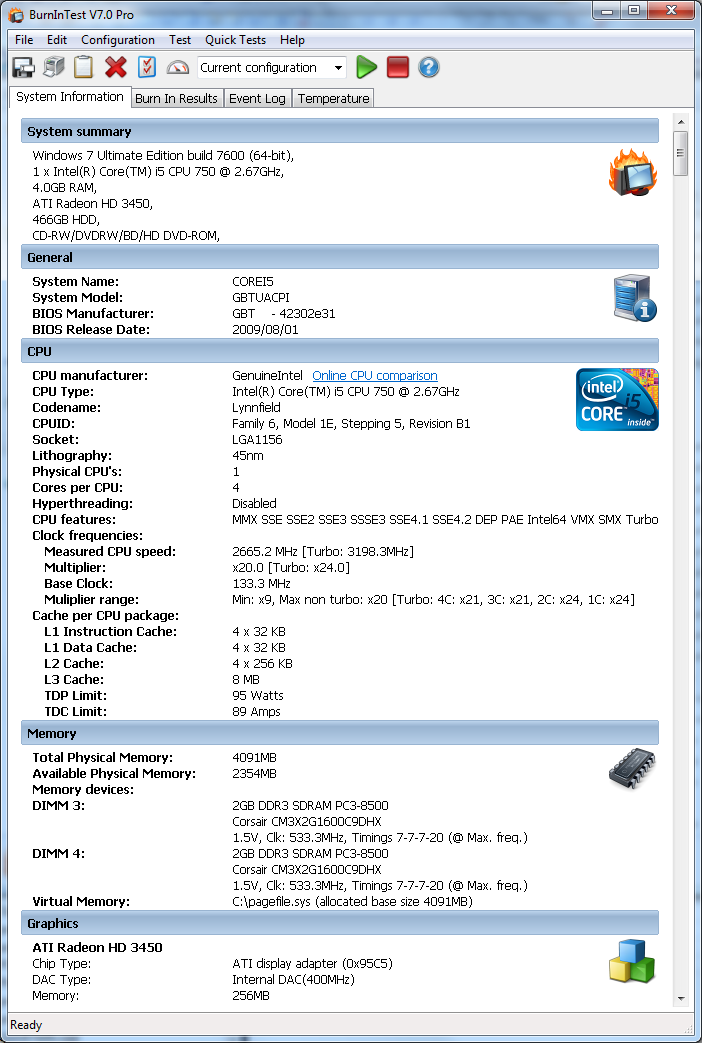 BurnInTest V7.0 Pro
File Edit Configuration Test Quick Tests Help
Current configuration
System Information Burn In Results Event Log Temperature
System summary
Windows 7 Ultimate Edition build 7600 (64-bit),
1 x Intel(R) Core(TM) i5 CPU 750 @ 2.67GHz,
4.0GB RAM,
ATI Radeon HD 3450,
466GB HDD,
CD-RW/DVDRW/BD/HD DVD-ROM,
General
System Name: COREI5
System Model: GBTUACPI
BIOS Manufacturer: GBT - 42302e31
BIOS Release Date: 2009/08/01
CPU
CPU manufacturer: GenuineIntel Online CPU comparison
CPU Type: Intel(R) Core(TM) i5 CPU 750 @ 2.67GHz
Codename: Lynnfield
CPUID: Family 6, Model 1E, Stepping 5, Revision B1
Socket: LGA1156
Lithography: 45nm
Physical CPU's: 1
Cores per CPU: 4
Hyperthreading: Disabled
CPU features: MMX SSE SSE2 SSE3 SSSE3 SSE4.1 SSE4.2 DEP PAE Intel64 VMX SMX Turbo
Clock frequencies:
Measured CPU speed: 2665.2 MHz [Turbo: 3198.3MHz]
Multiplier: x20.0 [Turbo: x24.0]
Base Clock: 133.3 MHz
Muliplier range: Min: x9, Max non turbo: x20 [Turbo: 4C: x21, 3C: x21, 2C: x24, 1C: x24]
Cache per CPU package:
L1 Instruction Cache: 4 x 32 KB
L1 Data Cache: 4 x 32 KB
L2 Cache: 4 x 256 KB
L3 Cache: 8 MB
TDP Limit: 95 Watts
TDC Limit: 89 Amps
intel i5
CORE inside
Memory
Total Physical Memory: 4091MB
Available Physical Memory: 2354MB
Memory devices:
DIMM 3: 2GB DDR3 SDRAM PC3-8500
Corsair CM3X2G1600C9DHX
1.5V, Clk: 533.3MHz, Timings 7-7-7-20 (@ Max. freq.)
DIMM 4: 2GB DDR3 SDRAM PC3-8500
Corsair CM3X2G1600C9DHX
1.5V, Clk: 533.3MHz, Timings 7-7-7-20 (@ Max. freq.)
Virtual Memory: C:\pagefile.sys (allocated base size 4091MB)
Graphics
ATI Radeon HD 3450
Chip Type: ATI display adapter (0x95C5)
DAC Type: Internal DAC(400MHz)
Memory: 256MB
Ready